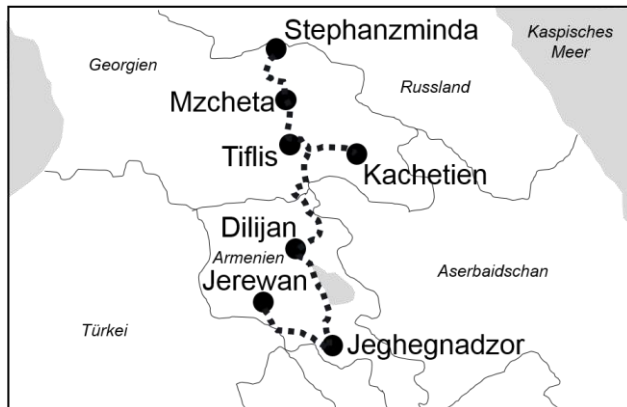 Stephanzminda
Kaspisches
Meer
Georgien
Russland
Mzcheta
Tiflis
Kachetien
Dilijan
Armenien
Aserbaidschan
Jerewan
Türkei
Jeghegnadzor